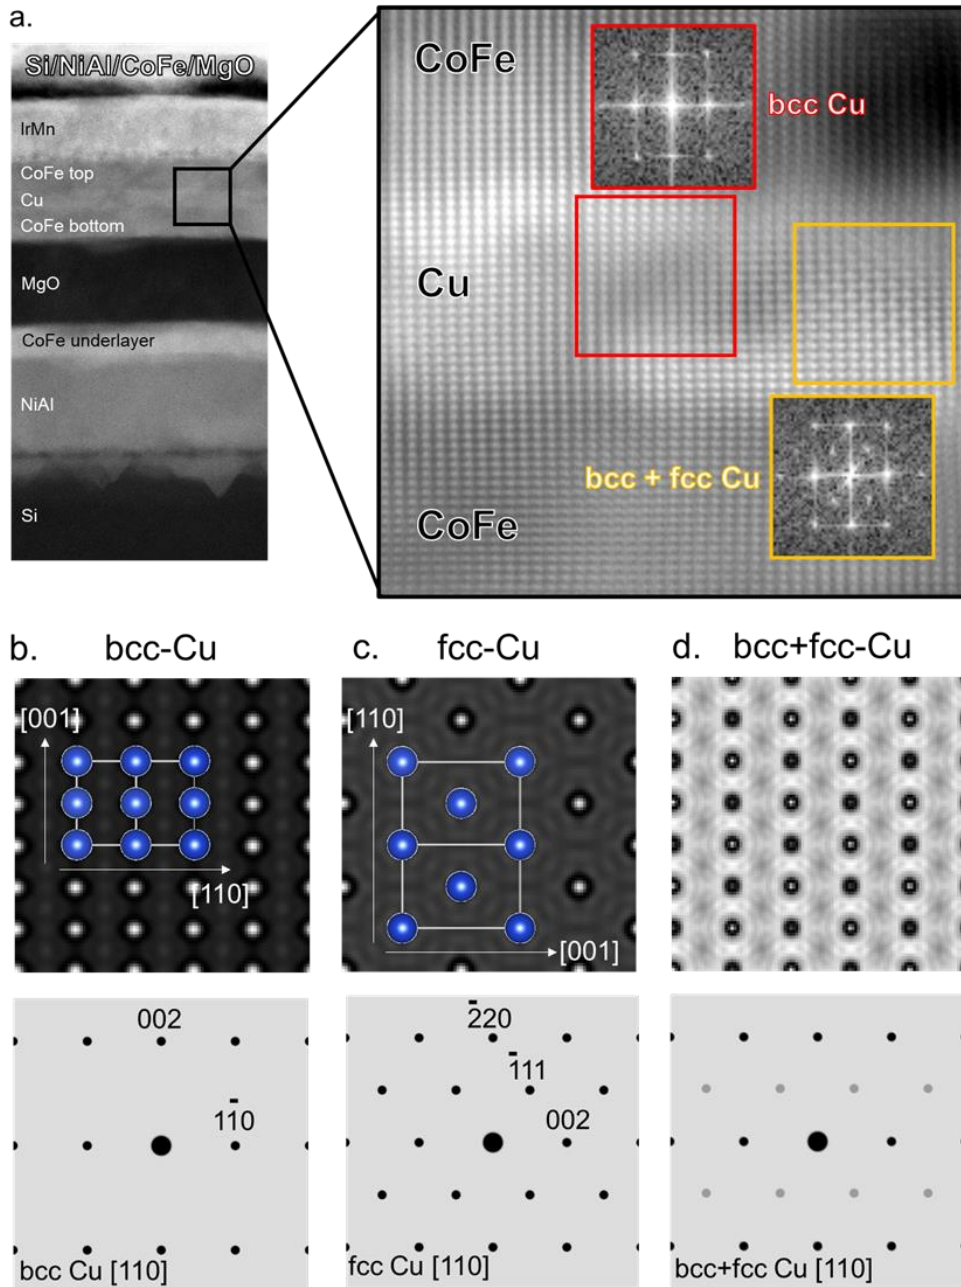 a.
Si/NiAl/CoFe/MgO
IrMn
CoFe top
Cu
CoFe bottom
MgO
CoFe underlayer
NiAl
Si
CoFe
bcc Cu
Cu
bcc + fcc Cu
CoFe
b. bcc-Cu
[001]
[110]
002
11̅0
bcc Cu [110]
c. fcc-Cu
[110]
[001]
2̅20
1̅11
002
fcc Cu [110]
d. bcc+fcc-Cu
bcc+fcc Cu [110]